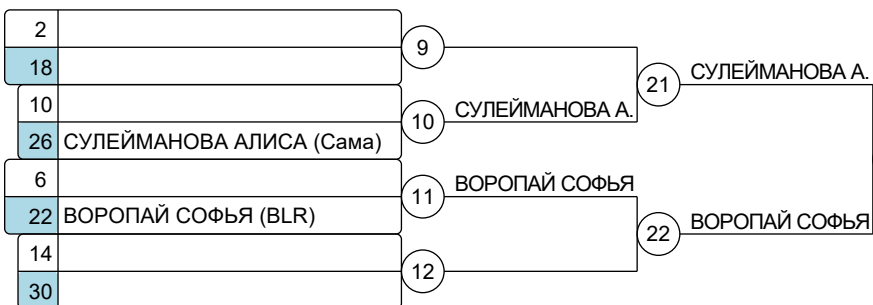 2
9
18
21 СУЛЕЙМАНОВА А.
10
10 СУЛЕЙМАНОВА А.
26 СУЛЕЙМАНОВА АЛИСА (Сама)
6
11 ВОРОПАЙ СОФЬЯ
22 ВОРОПАЙ СОФЬЯ (BLR)
22 ВОРОПАЙ СОФЬЯ
14
12
30